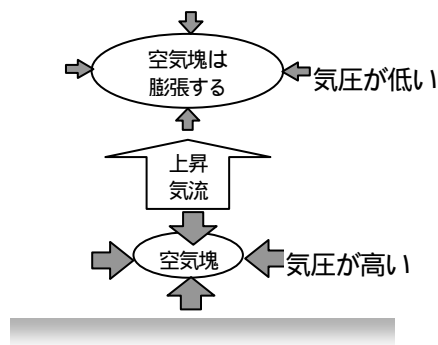 空気塊は
膨張する
気圧が低い
上昇
気流
空気塊
気圧が高い